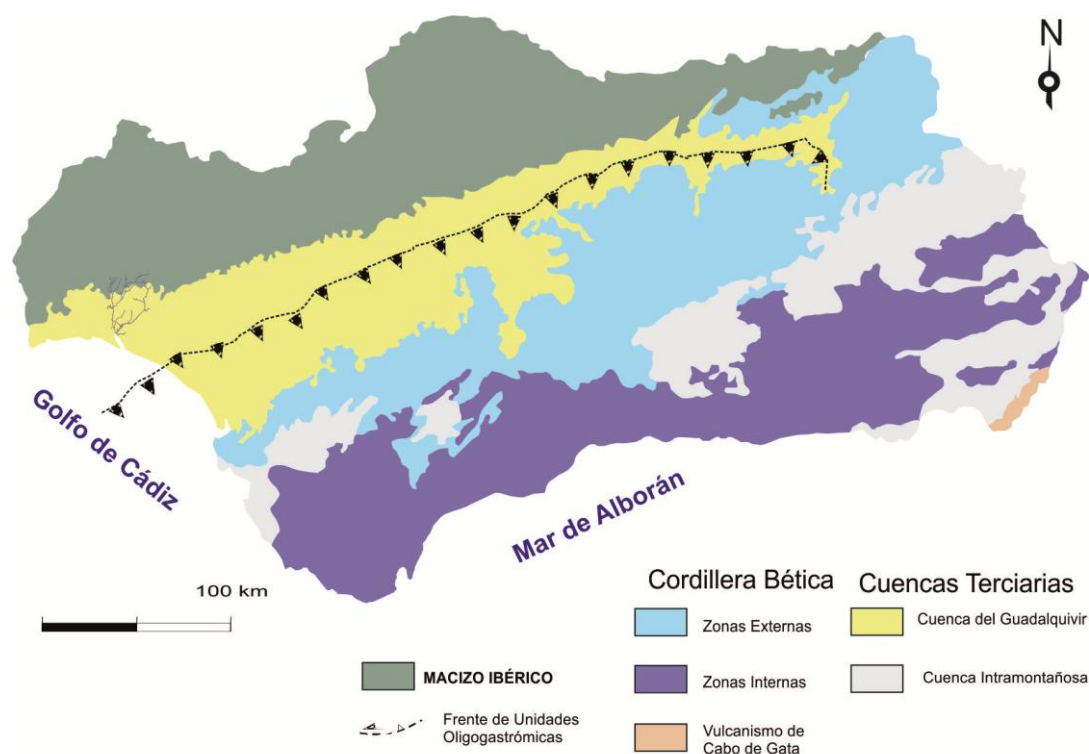 N
Golfo de Cádiz
Mar de Alborán
100 km
Cordillera Bética
Cuencas Terciarias
Zonas Externas
Cuenca del Guadalquivir
MACIZO IBÉRICO
Zonas Internas
Cuenca Intramontañosa
Frente de Unidades
Oligogastrómicas
Vulcanismo de
Cabo de Gata